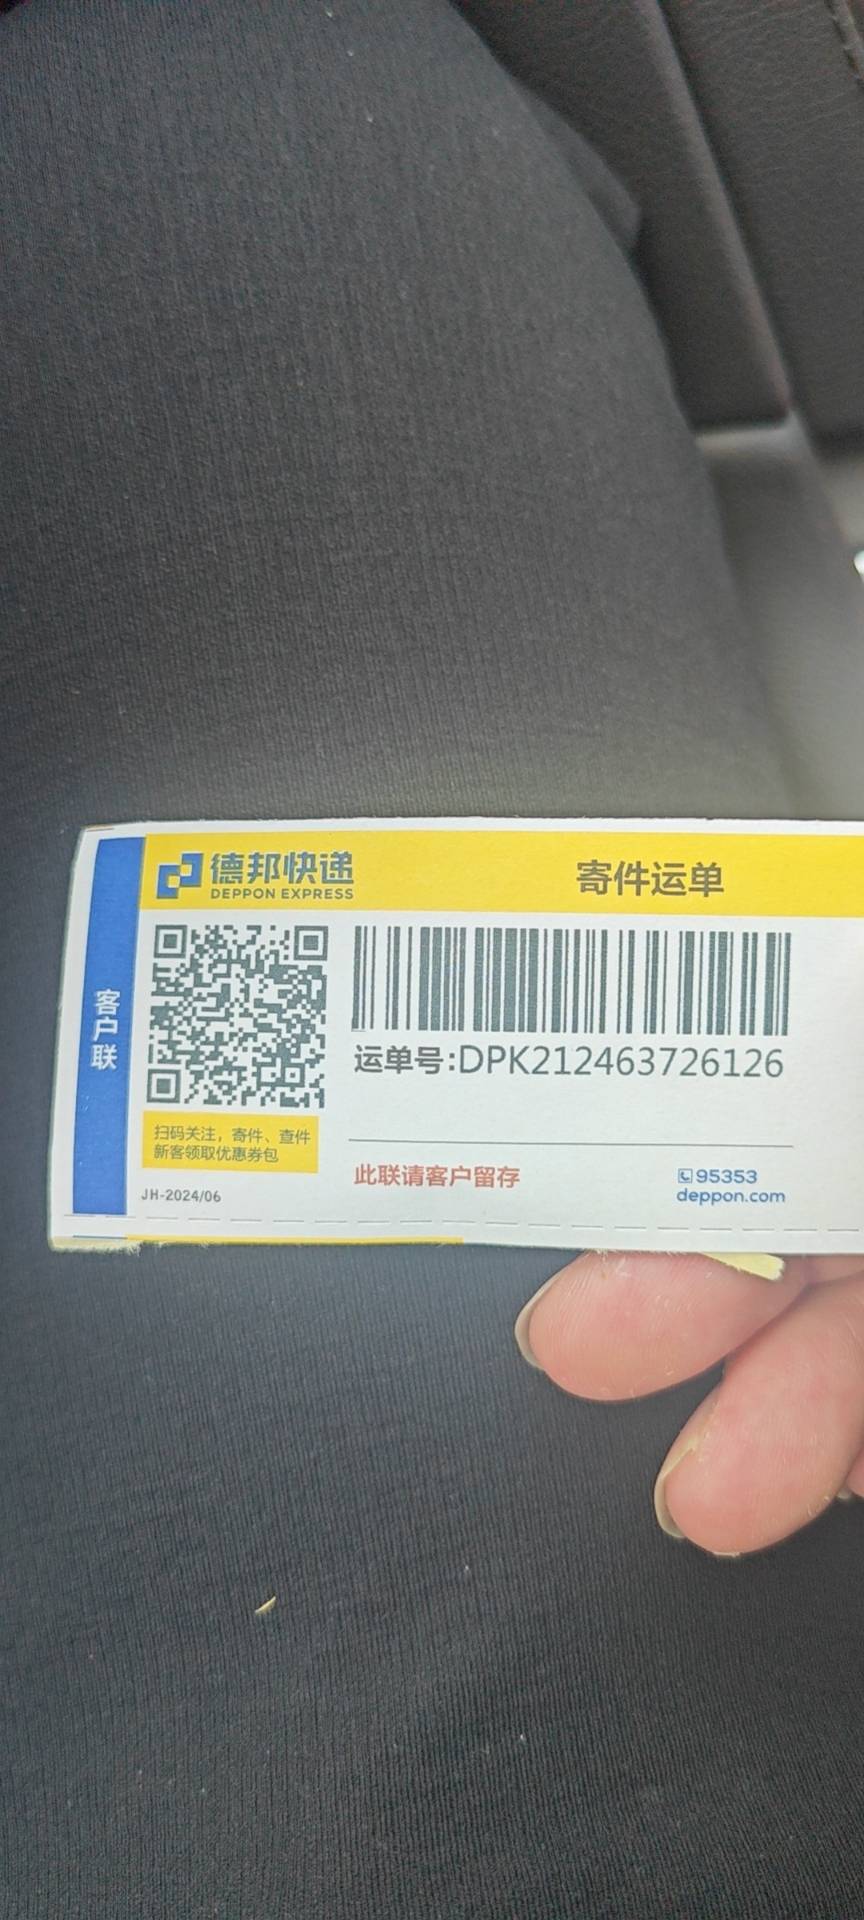 德邦快递
DEPPON EXPRESS
寄件运单
客户联
运单号:DPK212463726126
扫码关注，寄件、查件
新客领取优惠券包
此联请客户留存
95353
deppon.com
JH-2024/06